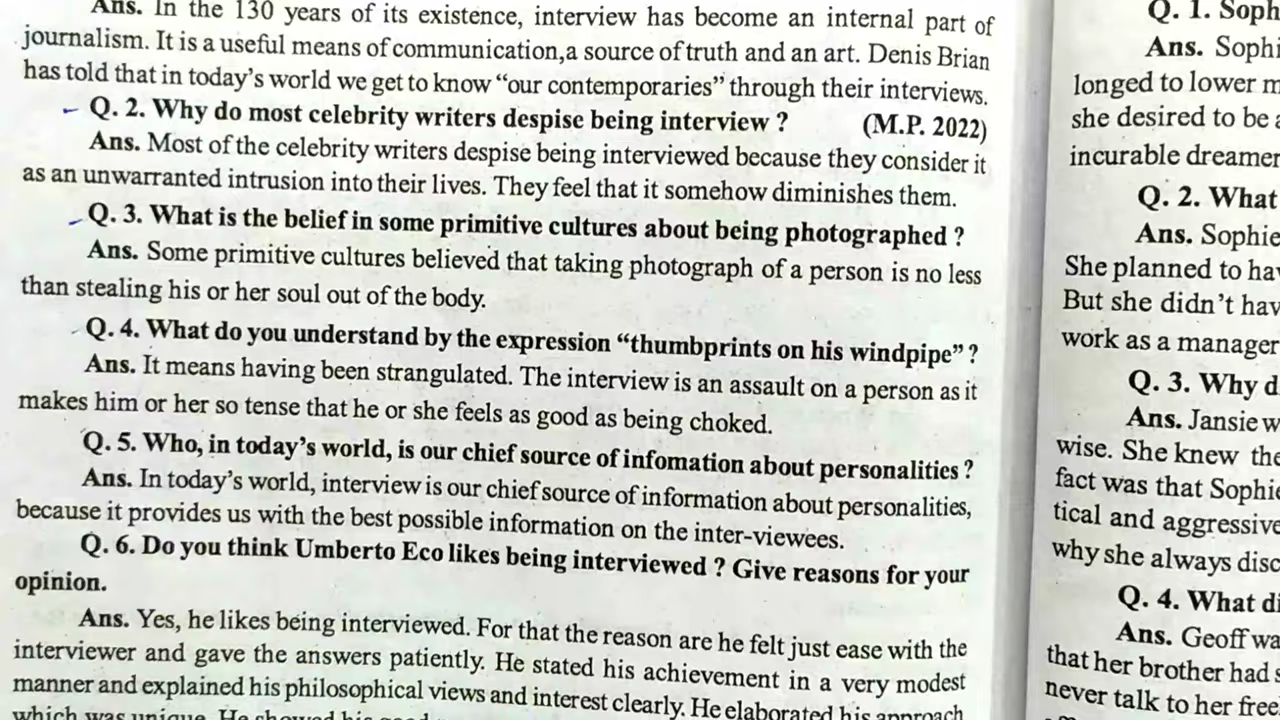 Ans. In the 130 years of its existence, interview has become an internal part of
journalism. It is a useful means of communication,a source of truth and an art. Denis Brian
has told that in today's world we get to know “our contemporaries” through their interviews.
Q. 2. Why do most celebrity writers despise being interview ? (M.P. 2022)
Ans. Most of the celebrity writers despise being interviewed because they consider it
as an unwarranted intrusion into their lives. They feel that it somehow diminishes them.
Q. 3. What is the belief in some primitive cultures about being photographed ?
Ans. Some primitive cultures believed that taking photograph of a person is no less
than stealing his or her soul out of the body.
Q. 4. What do you understand by the expression “thumbprints on his windpipe” ?
Ans. It means having been strangulated. The interview is an assault on a person as it
makes him or her so tense that he or she feels as good as being choked.
Q. 5. Who, in today's world, is our chief source of infomation about personalities ?
Ans. In today's world, interview is our chief source of information about personalities,
because it provides us with the best possible information on the inter-viewees.
Q. 6. Do you think Umberto Eco likes being interviewed ? Give reasons for your
opinion.
Ans. Yes, he likes being interviewed. For that the reason are he felt just ease with the
interviewer and gave the answers patiently. He stated his achievement in a very modest
manner and explained his philosophical views and interest clearly. He elaborated his approach
which was unique. He showed his
Q. 1. Soph
Ans. Sophi
longed to lower m
she desired to be a
incurable dreamer
Q. 2. What
Ans. Sophie
She planned to hav
But she didn't hav
work as a manager
Q. 3. Why d
Ans. Jansie w
wise. She knew the
fact was that Sophie
tical and aggressive
why she always disc
Q. 4. What di
Ans. Geoff wa
that her brother had s
never talk to her free